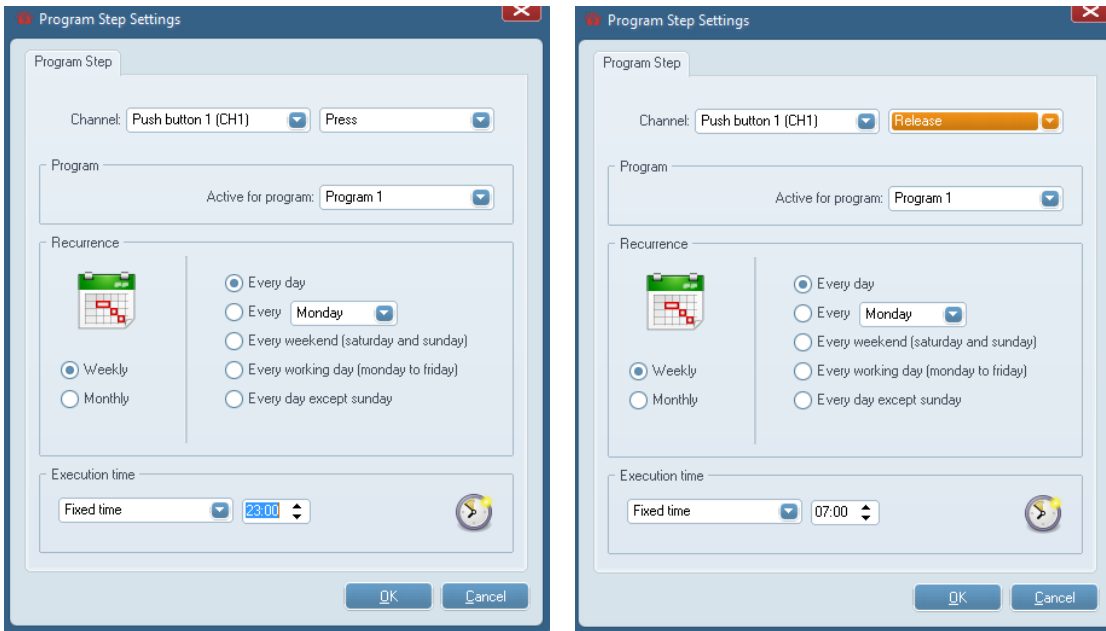 Program Step Settings
Program Step
Channel: Push button 1 (CH1) Press
Program
Active for program: Program 1
Recurrence
Every day
Every Monday
Every weekend (saturday and sunday)
Weekly
Every working day (monday to friday)
Monthly
Every day except sunday
Execution time
Fixed time 23:00
OK Cancel
Program Step Settings
Program Step
Channel: Push button 1 (CH1) Release
Program
Active for program: Program 1
Recurrence
Every day
Every Monday
Every weekend (saturday and sunday)
Weekly
Every working day (monday to friday)
Monthly
Every day except sunday
Execution time
Fixed time 07:00
OK Cancel